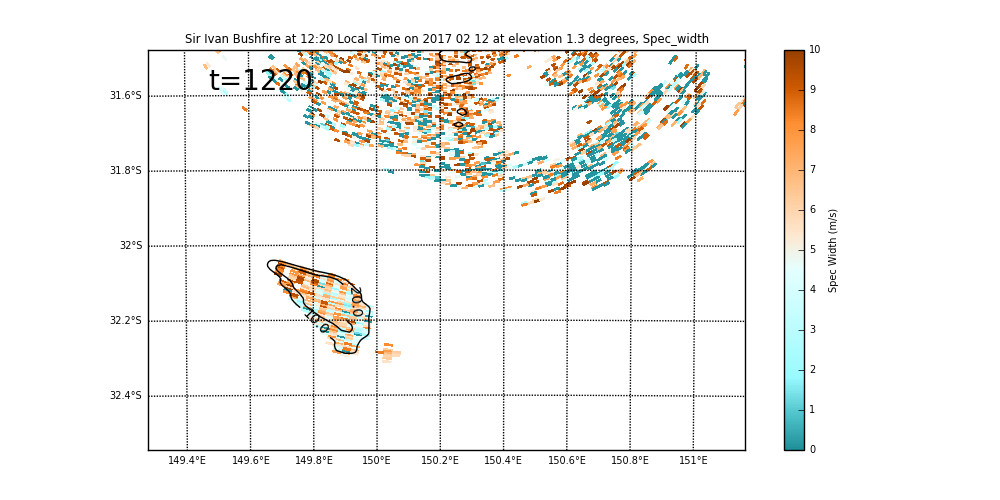 Sir Ivan Bushfire at 12:20 Local Time on 2017 02 12 at elevation 1.3 degrees, Spec_width
t=1220
31.6°S
31.8°S
32°S
32.2°S
32.4°S
149.4°E
149.6°E
149.8°E
150°E
150.2°E
150.4°E
150.6°E
150.8°E
151°E
10.0
10
9
8
7
6
5
4
3
2
1
0
Spec Width (m/s)